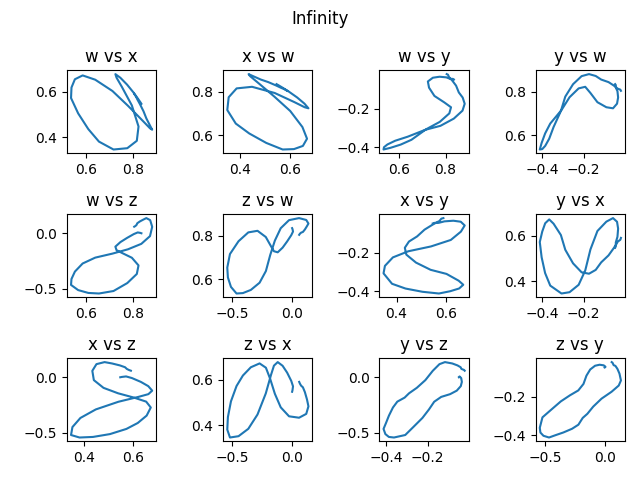 Infinity
w vs x x vs w w vs y y vs w
0.6 0.4 0.6 0.8
0.8 0.6 0.4 0.6
−0.2 −0.4 0.6 0.8
0.8 0.6 −0.4 −0.2
w vs z z vs w x vs y y vs x
0.0 −0.5 0.6 0.8
0.8 0.6 −0.5 0.0
−0.2 −0.4 0.4 0.6
0.6 0.4 −0.4 −0.2
x vs z z vs x y vs z z vs y
0.0 −0.5 0.4 0.6
0.6 0.4 −0.5 0.0
0.0 −0.5 −0.4 −0.2
−0.2 −0.4 −0.5 0.0